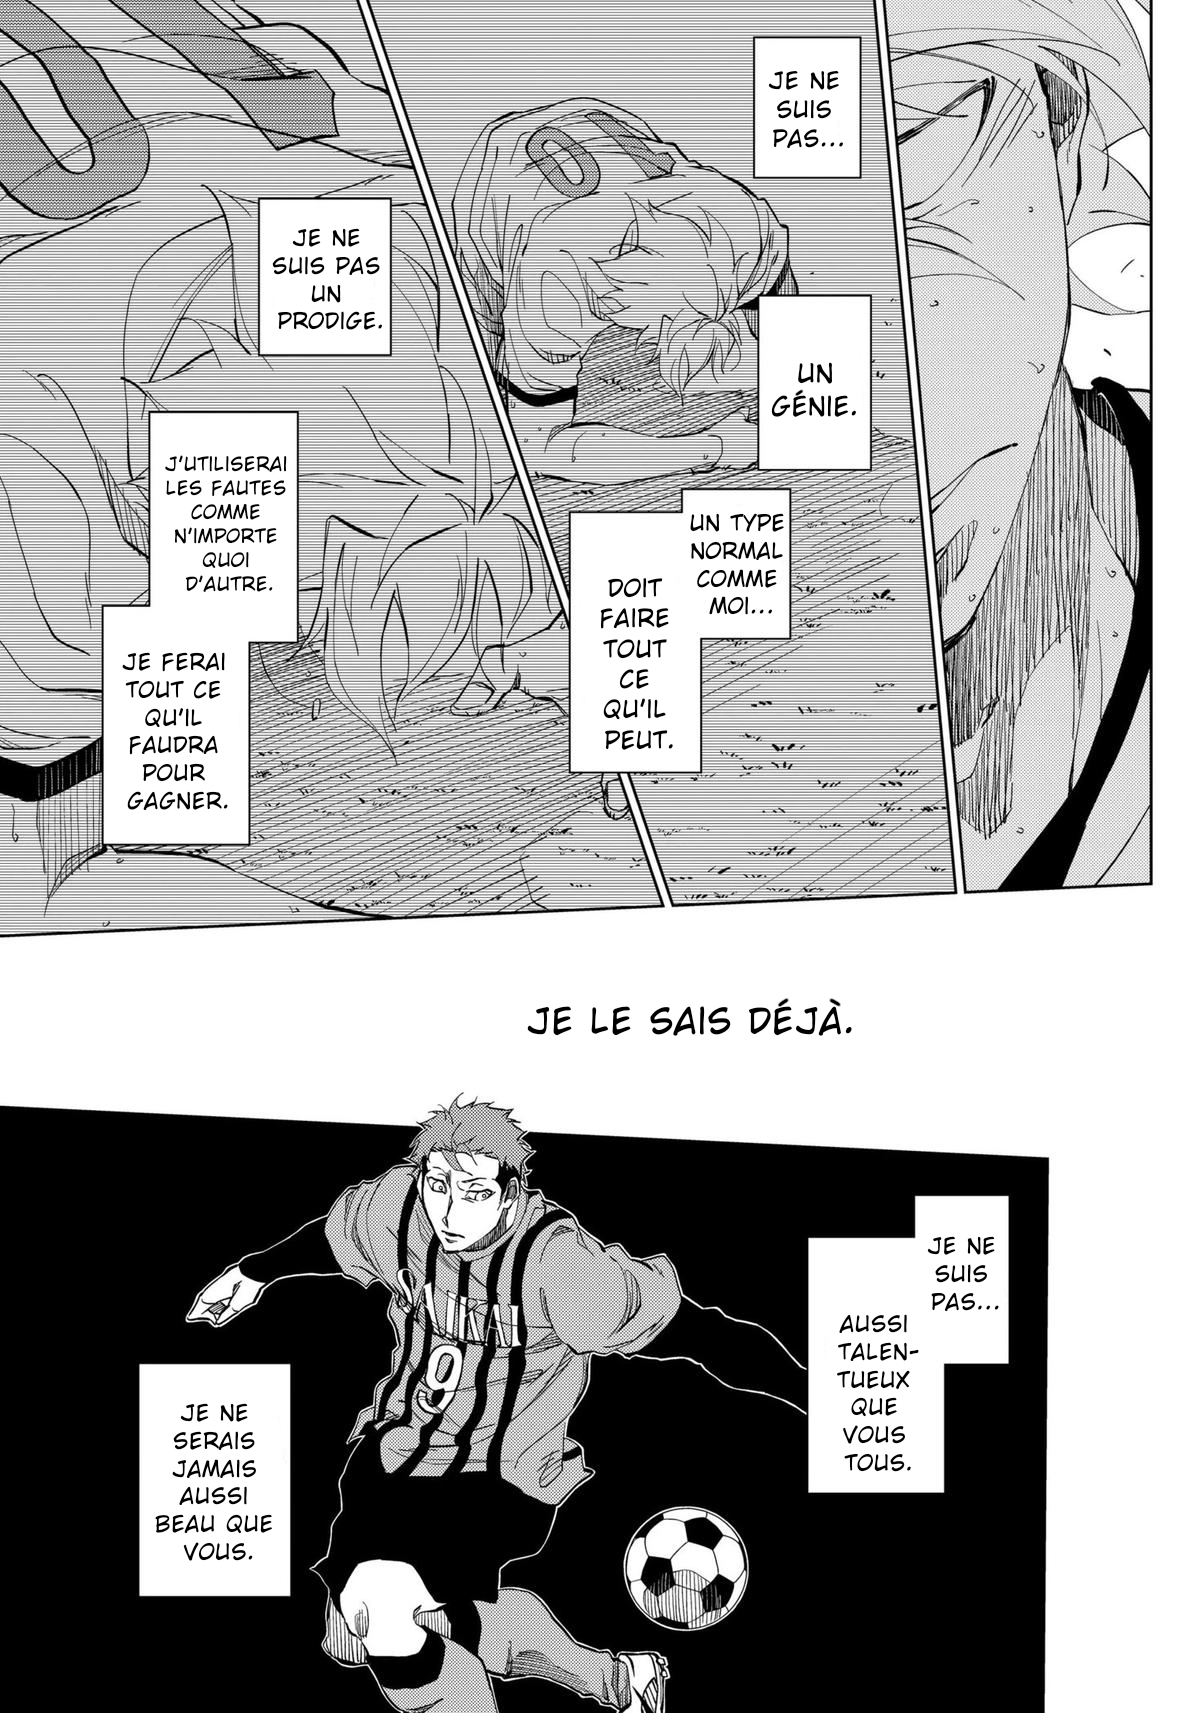 JE NE
SUIS
PAS...
UN
GÉNIE.
UN TYPE
NORMAL
COMME
MOI...
DOIT
FAIRE
TOUT
CE
QU'IL
PEUT.
JE NE
SUIS PAS
UN
PRODIGE.
J'UTILISERAI
LES FAUTES
COMME
N'IMPORTE
QUOI
D'AUTRE.
JE FERAI
TOUT CE
QU'IL
FAUDRA
POUR
GAGNER.
JE LE SAIS DÉJÀ.
JE NE
SUIS
PAS...
AUSSI
TALEN-
TUEUX
QUE
VOUS
TOUS.
SAIKAI
9
JE NE
SERAIS
JAMAIS
AUSSI
BEAU QUE
VOUS.